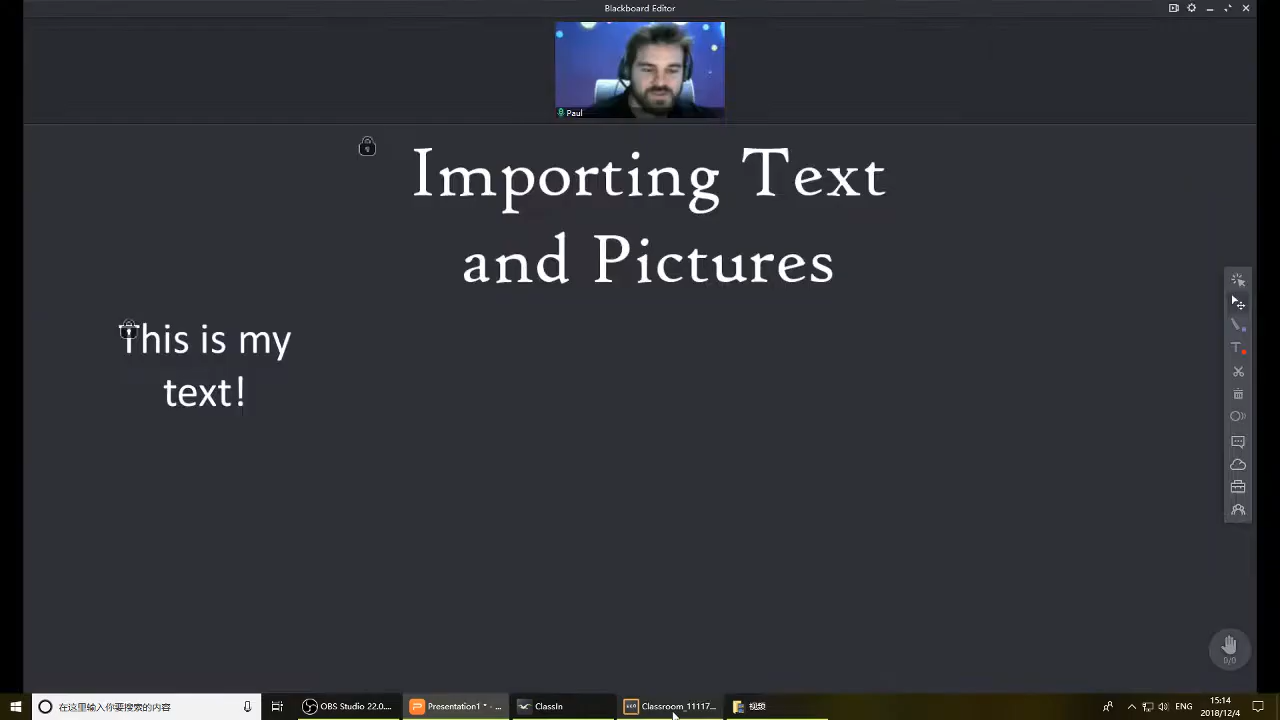 Blackboard Editor
Paul
Importing Text
and Pictures
This is my
text!
0/0
在这里输入你要搜索的内容
OBS Studio 22.0....
Presentation1 * - ...
ClassIn
Classroom_11117...
视频
ENG
15:14
2018/12/4